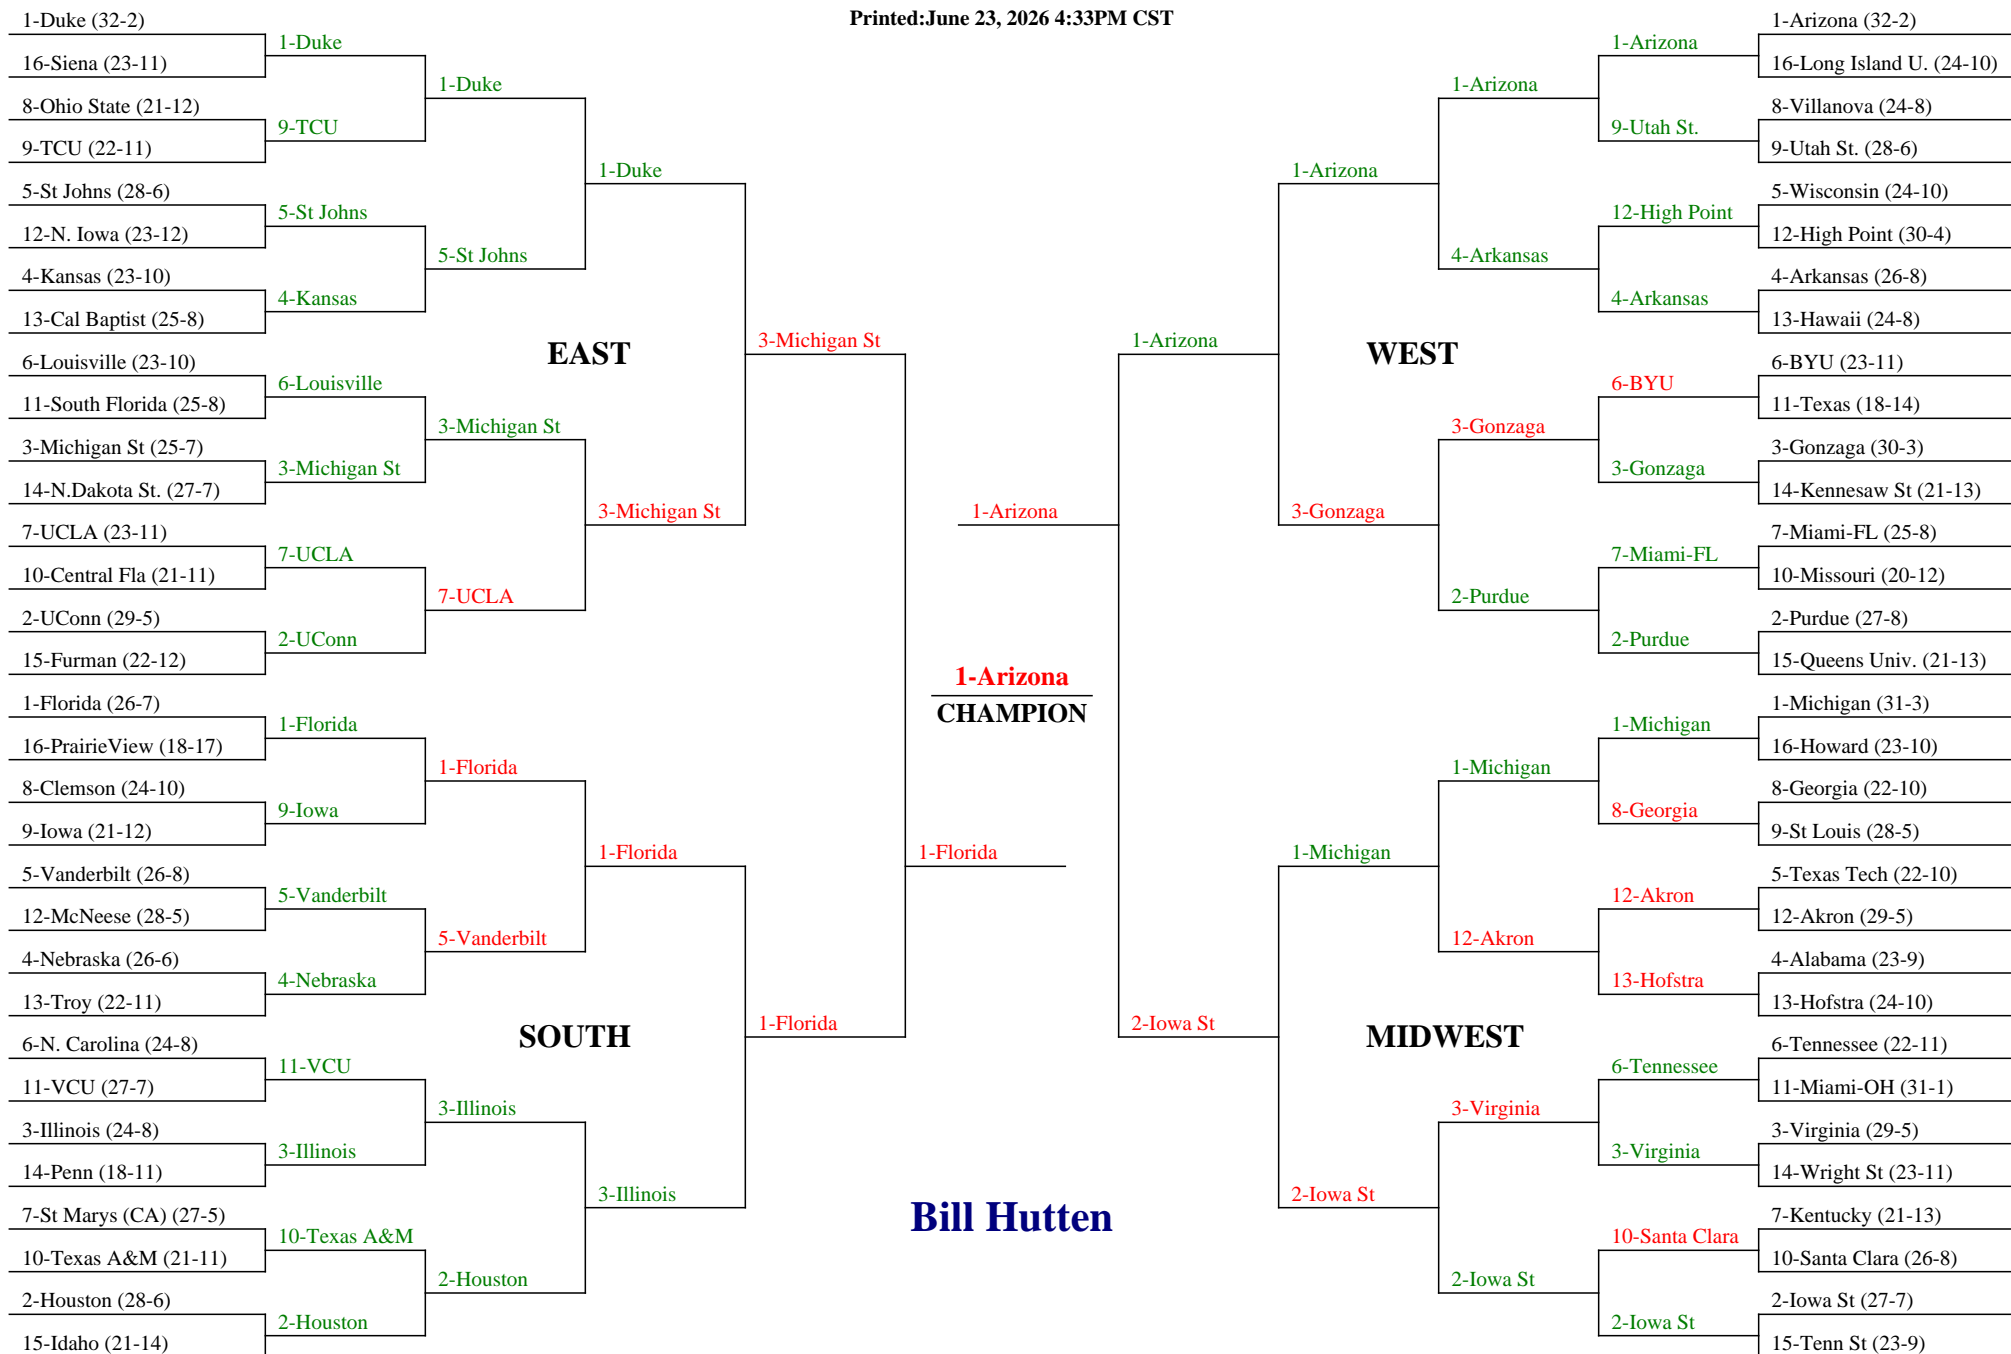 Printed:June 23, 2026 4:33PM CST
1-Duke (32-2)
16-Siena (23-11)
8-Ohio State (21-12)
9-TCU (22-11)
5-St Johns (28-6)
12-N. Iowa (23-12)
4-Kansas (23-10)
13-Cal Baptist (25-8)
6-Louisville (23-10)
11-South Florida (25-8)
3-Michigan St (25-7)
14-N.Dakota St. (27-7)
7-UCLA (23-11)
10-Central Fla (21-11)
2-UConn (29-5)
15-Furman (22-12)
1-Florida (26-7)
16-PrairieView (18-17)
8-Clemson (24-10)
9-Iowa (21-12)
5-Vanderbilt (26-8)
12-McNeese (28-5)
4-Nebraska (26-6)
13-Troy (22-11)
6-N. Carolina (24-8)
11-VCU (27-7)
3-Illinois (24-8)
14-Penn (18-11)
7-St Marys (CA) (27-5)
10-Texas A&M (21-11)
2-Houston (28-6)
15-Idaho (21-14)
1-Duke
9-TCU
5-St Johns
4-Kansas
6-Louisville
3-Michigan St
7-UCLA
2-UConn
1-Florida
9-Iowa
5-Vanderbilt
4-Nebraska
11-VCU
3-Illinois
10-Texas A&M
2-Houston
1-Duke
5-St Johns
3-Michigan St
7-UCLA
1-Florida
5-Vanderbilt
3-Illinois
2-Houston
1-Duke
EAST
3-Michigan St
1-Florida
SOUTH
3-Illinois
3-Michigan St
1-Florida
1-Florida
1-Arizona
1-Arizona
CHAMPION
Bill Hutten
1-Arizona
2-Iowa St
1-Arizona
WEST
3-Gonzaga
1-Michigan
MIDWEST
2-Iowa St
1-Arizona
4-Arkansas
3-Gonzaga
2-Purdue
1-Michigan
12-Akron
3-Virginia
2-Iowa St
1-Arizona
9-Utah St.
12-High Point
4-Arkansas
6-BYU
3-Gonzaga
7-Miami-FL
2-Purdue
1-Michigan
8-Georgia
12-Akron
13-Hofstra
6-Tennessee
3-Virginia
10-Santa Clara
2-Iowa St
1-Arizona (32-2)
16-Long Island U. (24-10)
8-Villanova (24-8)
9-Utah St. (28-6)
5-Wisconsin (24-10)
12-High Point (30-4)
4-Arkansas (26-8)
13-Hawaii (24-8)
6-BYU (23-11)
11-Texas (18-14)
3-Gonzaga (30-3)
14-Kennesaw St (21-13)
7-Miami-FL (25-8)
10-Missouri (20-12)
2-Purdue (27-8)
15-Queens Univ. (21-13)
1-Michigan (31-3)
16-Howard (23-10)
8-Georgia (22-10)
9-St Louis (28-5)
5-Texas Tech (22-10)
12-Akron (29-5)
4-Alabama (23-9)
13-Hofstra (24-10)
6-Tennessee (22-11)
11-Miami-OH (31-1)
3-Virginia (29-5)
14-Wright St (23-11)
7-Kentucky (21-13)
10-Santa Clara (26-8)
2-Iowa St (27-7)
15-Tenn St (23-9)